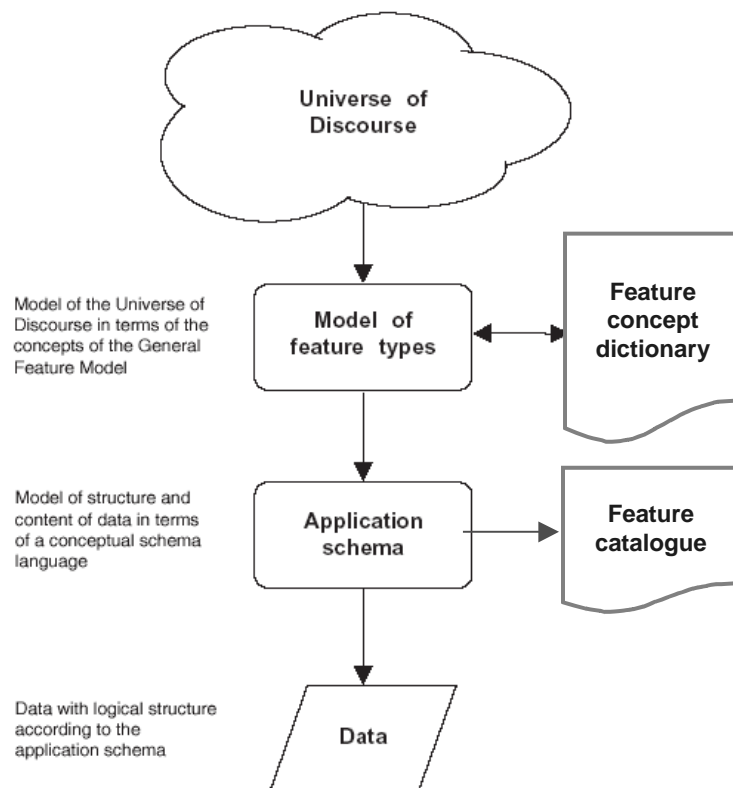 Universe of
Discourse
Model of the Universe of
Discourse in terms of the
concepts of the General
Feature Model
Model of
feature types
Feature
concept
dictionary
Model of structure and
content of data in terms
of a conceptual schema
language
Application
schema
Feature
catalogue
Data with logical structure
according to the
application schema
Data